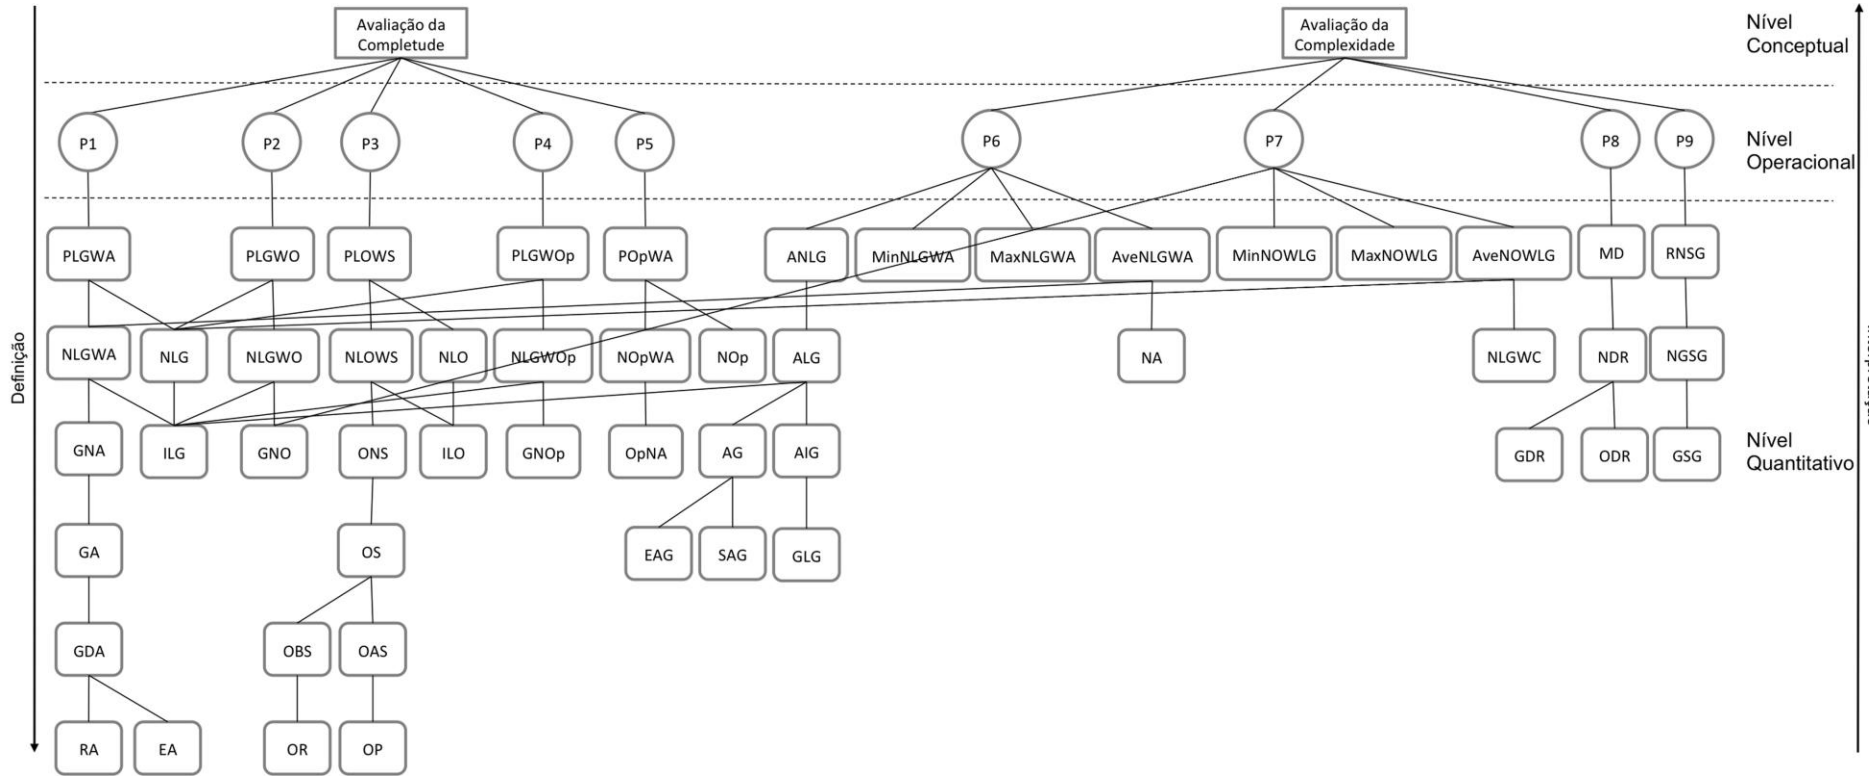 Avaliação da
Completude
Avaliação da
Complexidade
Nível
Conceptual
P1
P2
P3
P4
P5
P6
P7
P8
P9
Nível
Operacional
PLGWA
PLGWO
PLOWS
PLGWOp
POpWA
ANLG
MinNLGWA
MaxNLGWA
AveNLGWA
MinNOWLG
MaxNOWLG
AveNOWLG
MD
RNSG
Definição
NLGWA
NLG
NLGWO
NLOWS
NLO
NLGWOp
NOpWA
NOp
ALG
NA
NLGWC
NDR
NGSG
GNA
ILG
GNO
ONS
ILO
GNOp
OpNA
AG
AIG
GDR
ODR
GSG
Nível
Quantitativo
GA
OS
EAG
SAG
GLG
GDA
OBS
OAS
RA
EA
OR
OP